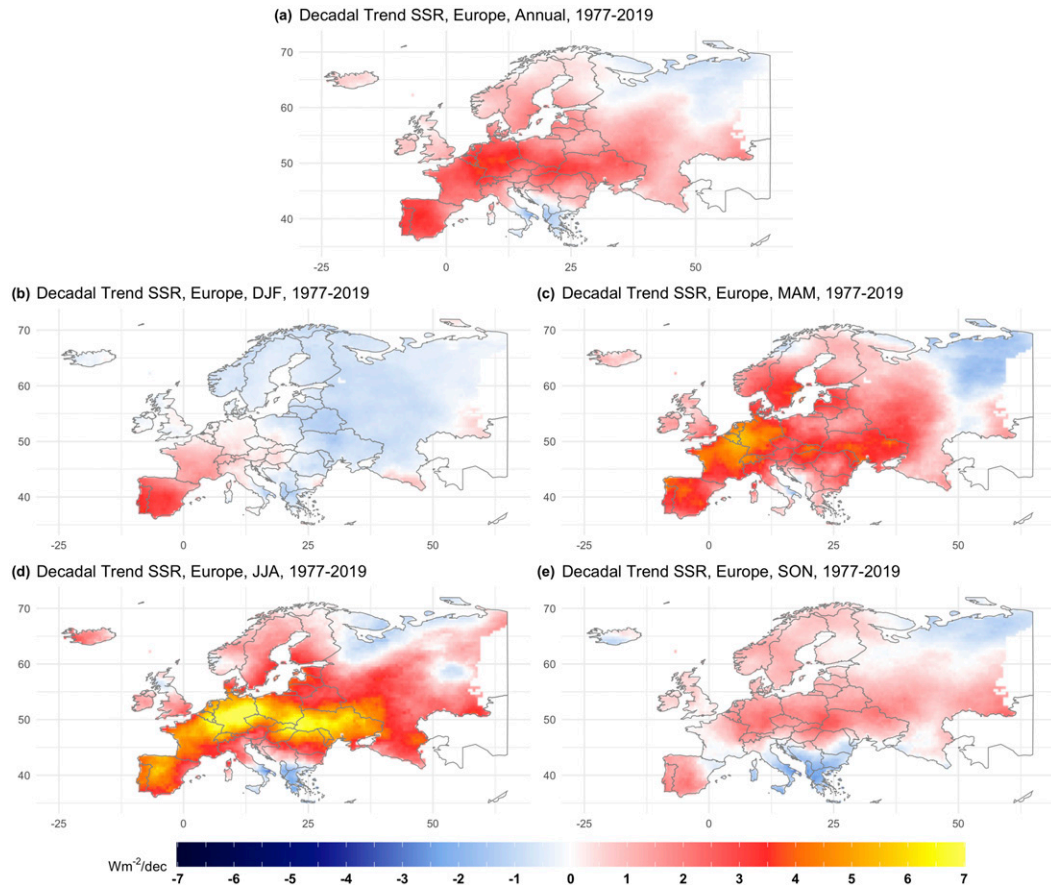 (a) Decadal Trend SSR, Europe, Annual, 1977-2019
70
60
50
40
-25 0 25 50
(b) Decadal Trend SSR, Europe, DJF, 1977-2019
70
60
50
40
-25 0 25 50
(c) Decadal Trend SSR, Europe, MAM, 1977-2019
70
60
50
40
-25 0 25 50
(d) Decadal Trend SSR, Europe, JJA, 1977-2019
70
60
50
40
-25 0 25 50
(e) Decadal Trend SSR, Europe, SON, 1977-2019
70
60
50
40
-25 0 25 50
Wm⁻²/dec
-7 -6 -5 -4 -3 -2 -1 0 1 2 3 4 5 6 7